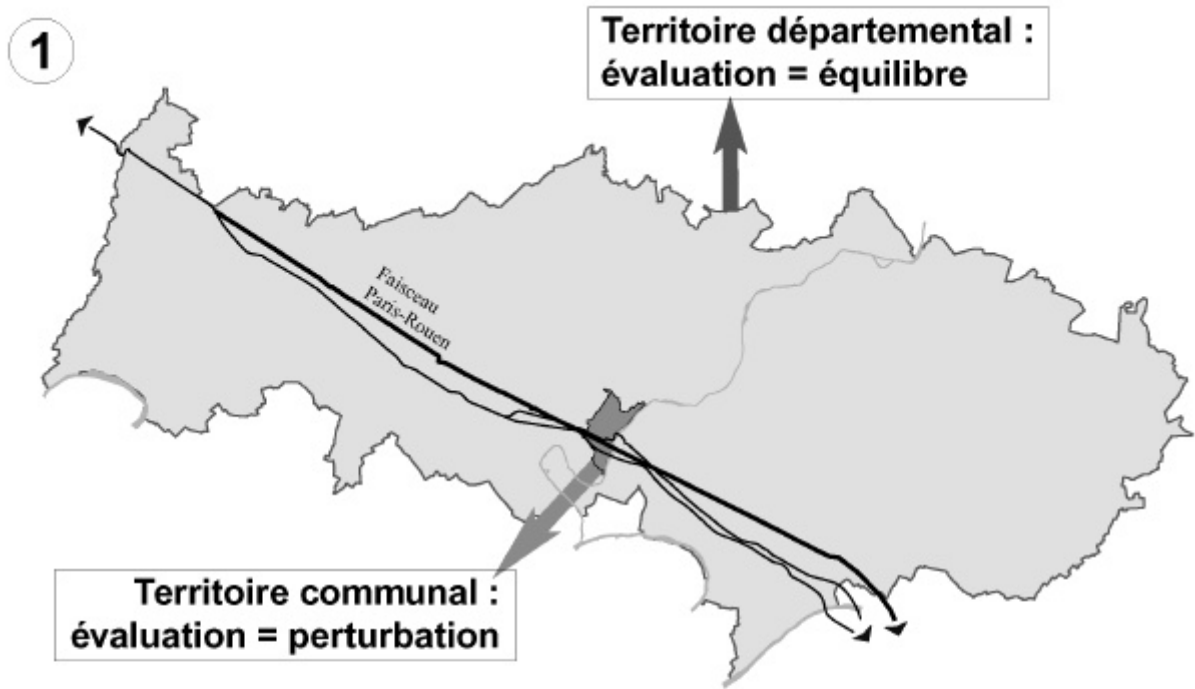 1
Territoire départemental :
évaluation = équilibre
Faisceau
Paris-Rouen
Territoire communal :
évaluation = perturbation